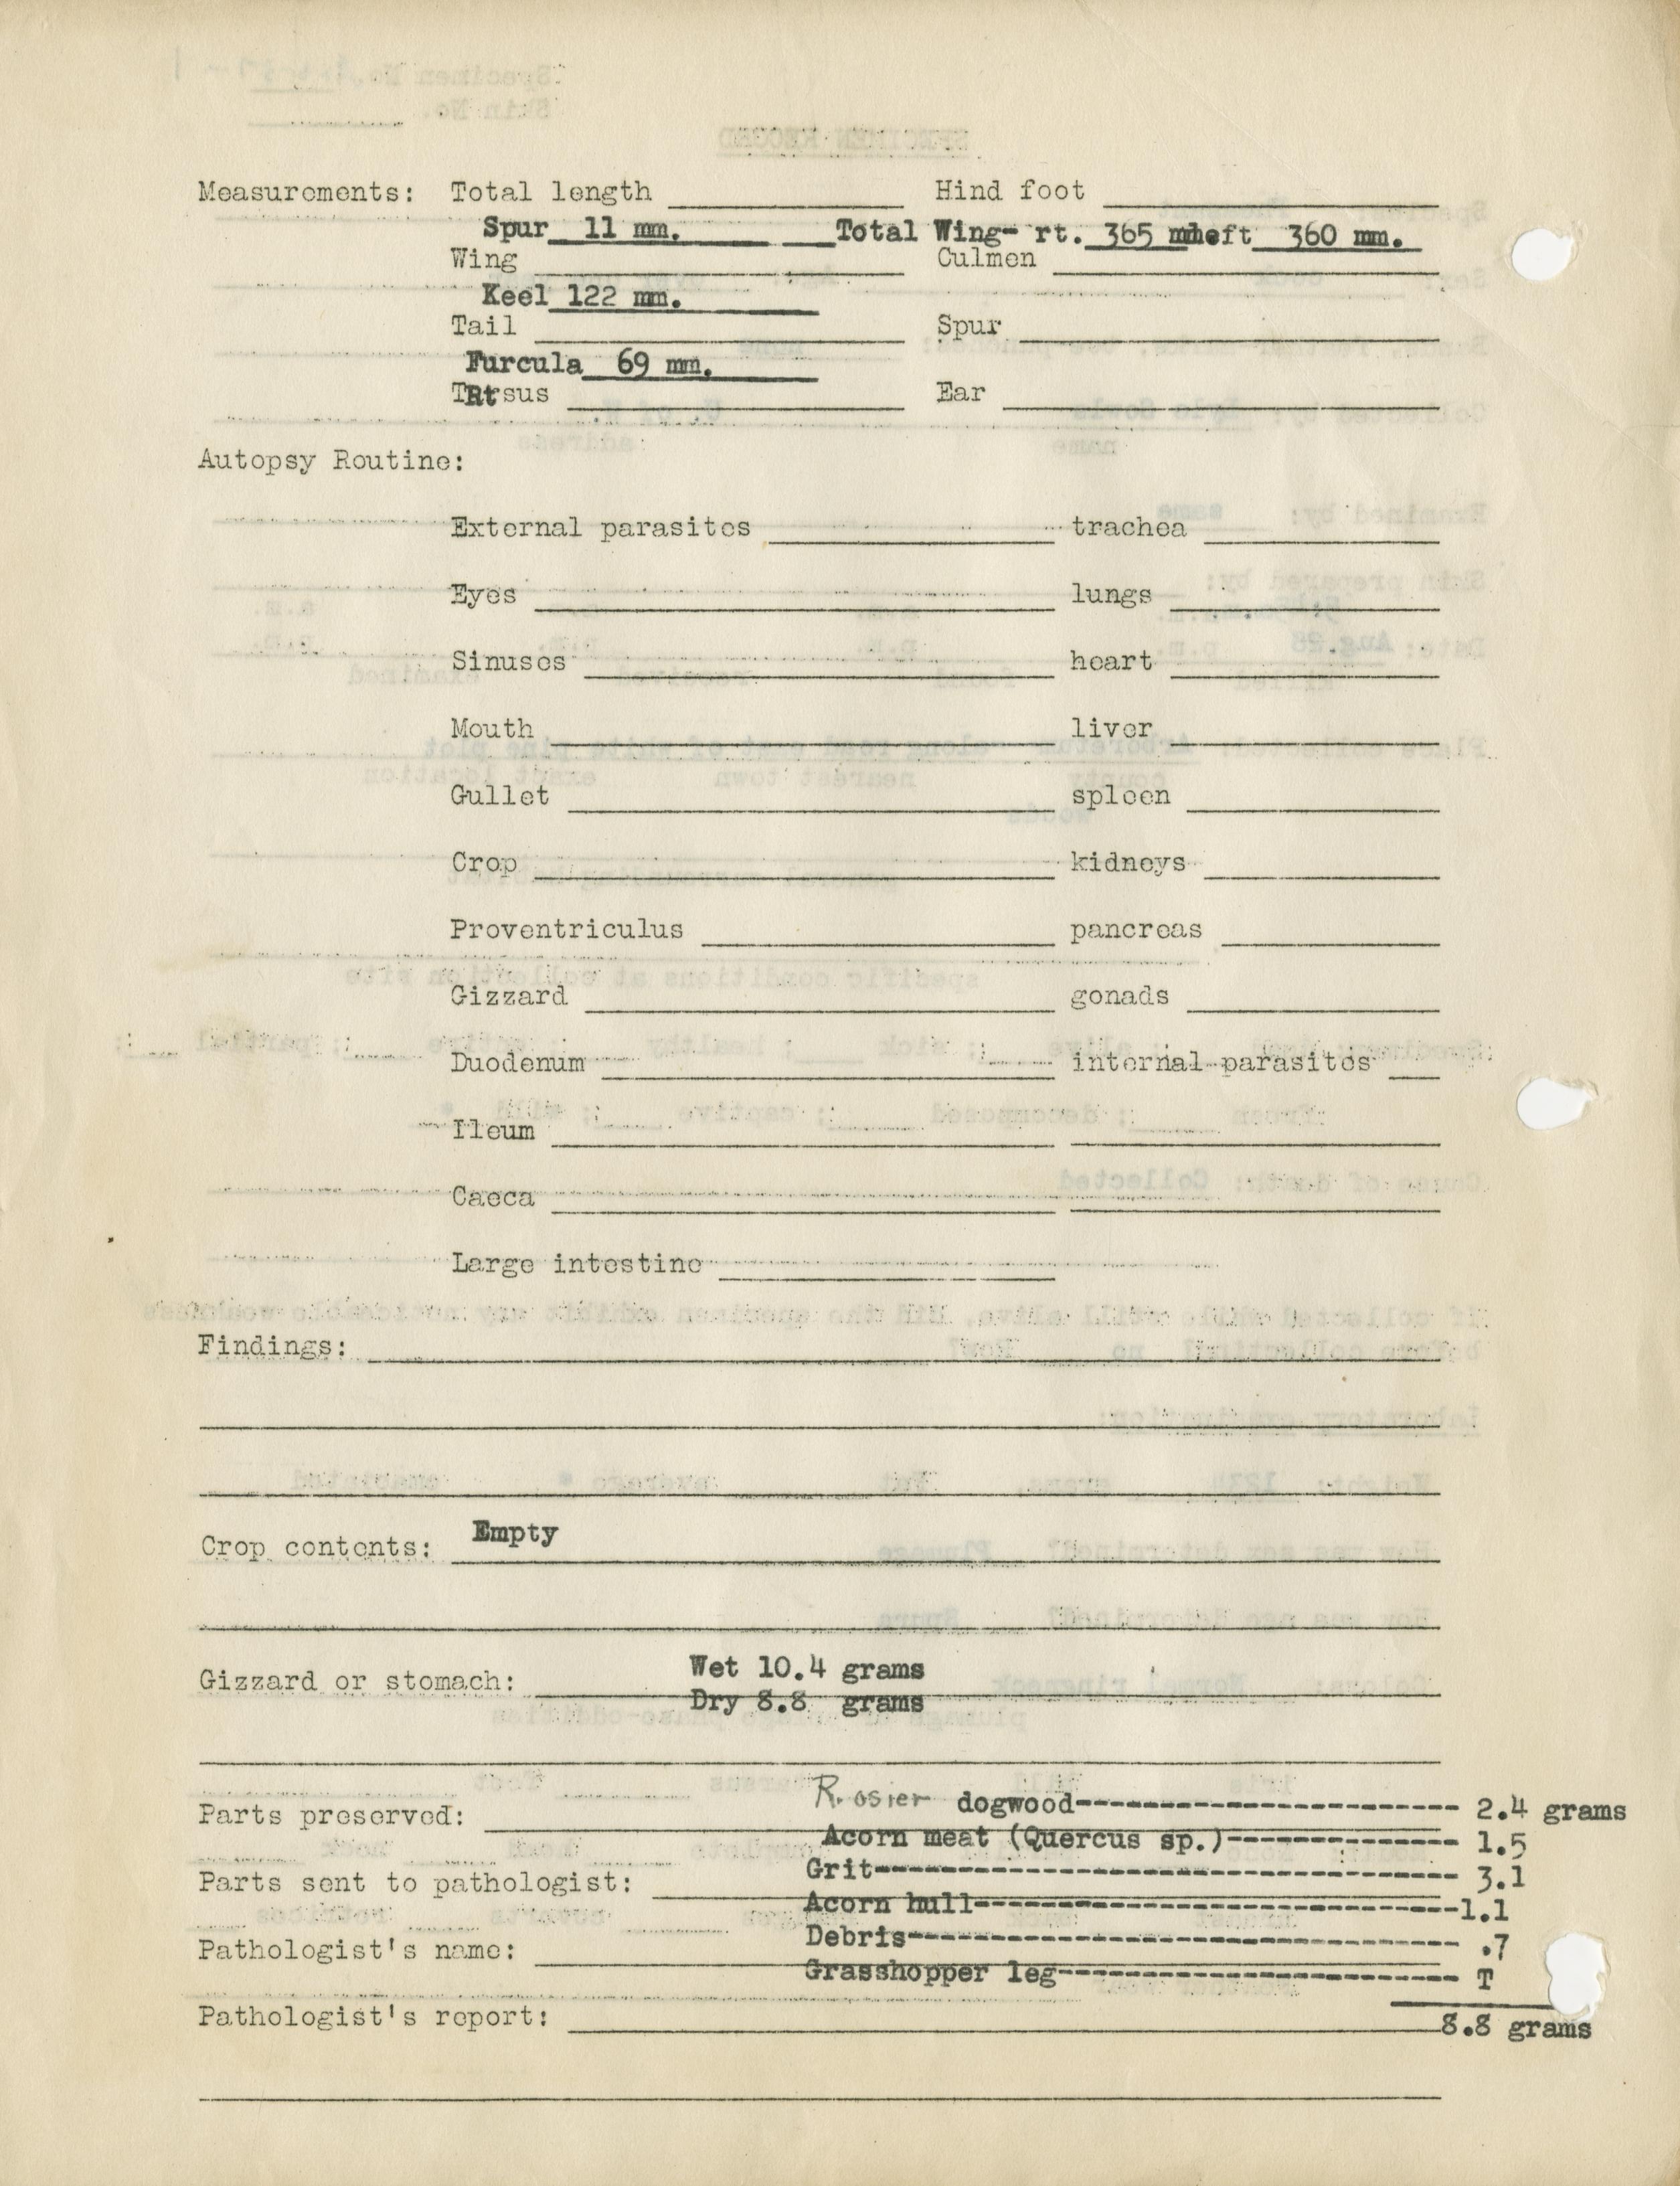 Measurements: Total length Hind foot
Spur 11 mm. Total Wing- rt. 365 mm left 360 mm.
Wing Culmen
Keel 122 mm.
Tail Spur
Furcula 69 mm.
Tarsus Ear
Autopsy Routine:
External parasites trachea
Eyes lungs
Sinuses heart
Mouth liver
Gullet spleen
Crop kidneys
Proventriculus pancreas
Gizzard gonads
Duodenum internal parasites
Ileum
Caeca
Large intestine
Findings:
Crop contents: Empty
Gizzard or stomach: Wet 10.4 grams
Dry 8.8 grams
R. osier dogwood---------------------- 2.4 grams
Parts preserved:
Acorn meat (Quercus sp.)-------------- 1.5
Grit---------------------------------- 3.1
Parts sent to pathologist:
Acorn hull----------------------------1.1
Debris-------------------------------- .7
Pathologist's name:
Grasshopper leg----------------------- T
Pathologist's report: 8.8 grams